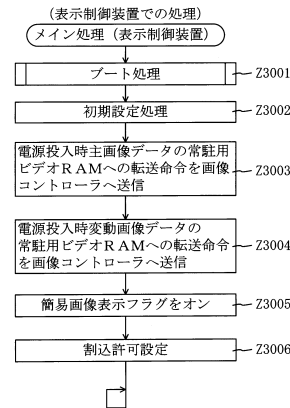 (表示制御装置での処理)
メイン処理(表示制御装置)
ブート処理
Z3001
初期設定処理
Z3002
電源投入時主画像データの常駐用
ビデオRAMへの転送命令を画像
コントローラへ送信
Z3003
電源投入時変動画像データの
常駐用ビデオRAMへの転送命令
を画像コントローラへ送信
Z3004
簡易画像表示フラグをオン
Z3005
割込許可設定
Z3006